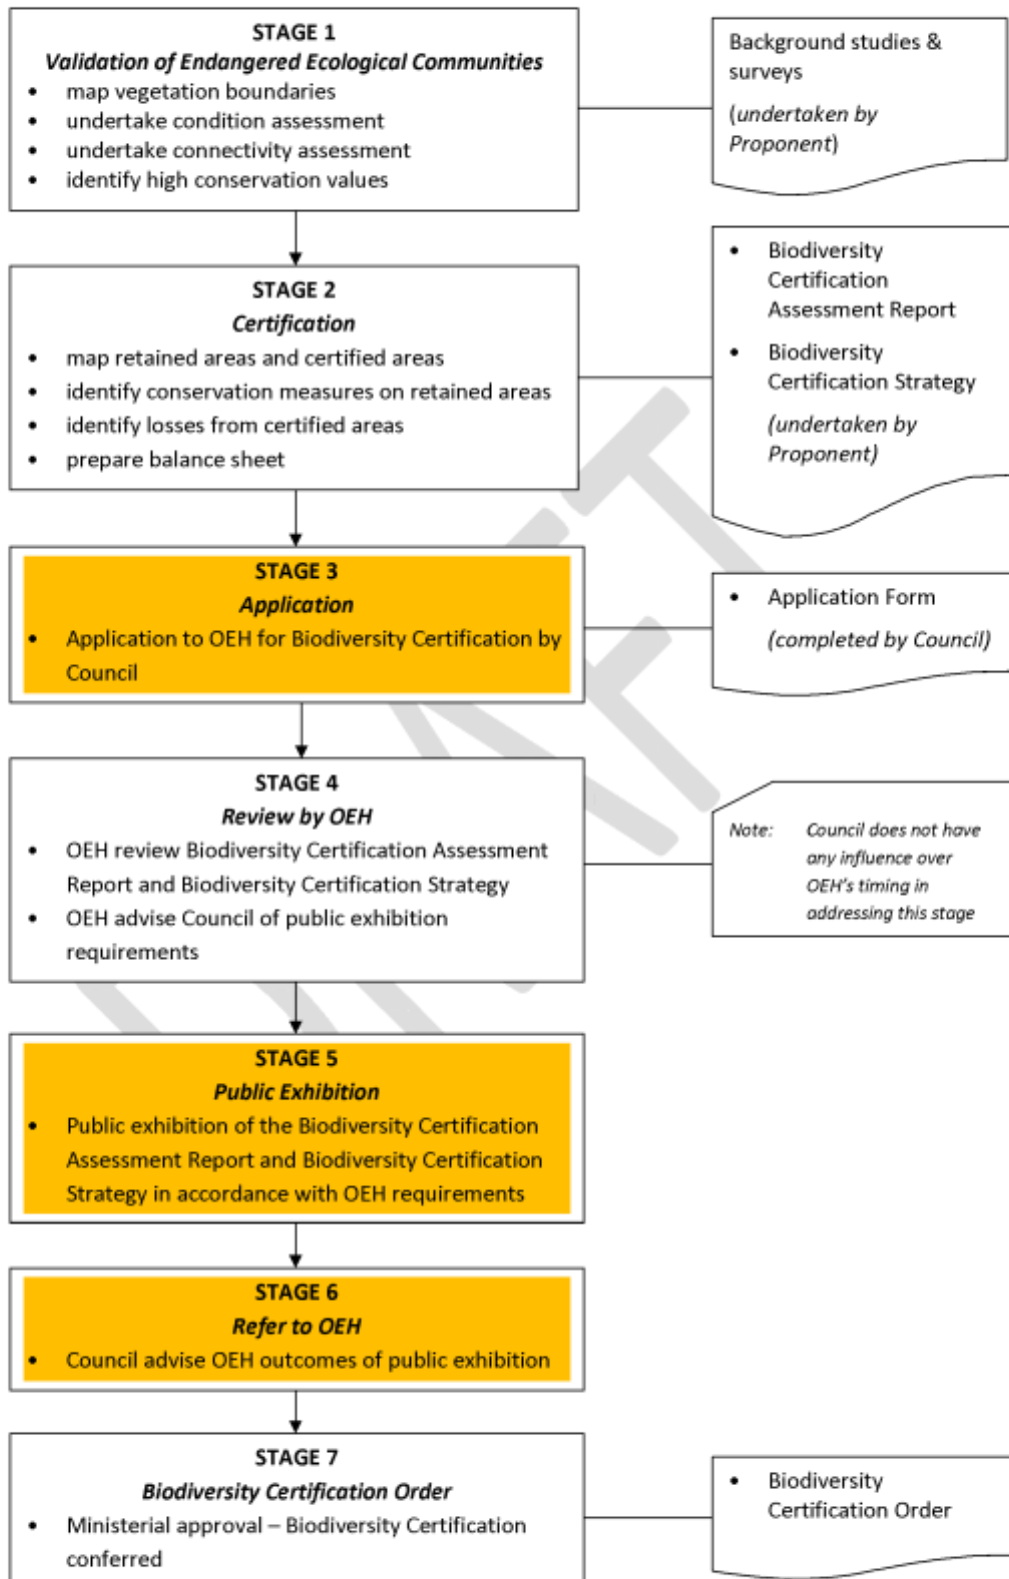 STAGE 1
Validation of Endangered Ecological Communities
• map vegetation boundaries
• undertake condition assessment
• undertake connectivity assessment
• identify high conservation values
Background studies &
surveys
(undertaken by
Proponent)
STAGE 2
Certification
• map retained areas and certified areas
• identify conservation measures on retained areas
• identify losses from certified areas
• prepare balance sheet
• Biodiversity
Certification
Assessment Report
• Biodiversity
Certification Strategy
(undertaken by
Proponent)
STAGE 3
Application
• Application to OEH for Biodiversity Certification by
Council
• Application Form
(completed by Council)
STAGE 4
Review by OEH
• OEH review Biodiversity Certification Assessment
Report and Biodiversity Certification Strategy
• OEH advise Council of public exhibition
requirements
Note: Council does not have
any influence over
OEH's timing in
addressing this stage
STAGE 5
Public Exhibition
• Public exhibition of the Biodiversity Certification
Assessment Report and Biodiversity Certification
Strategy in accordance with OEH requirements
STAGE 6
Refer to OEH
• Council advise OEH outcomes of public exhibition
STAGE 7
Biodiversity Certification Order
• Ministerial approval – Biodiversity Certification
conferred
• Biodiversity
Certification Order
DRAFT